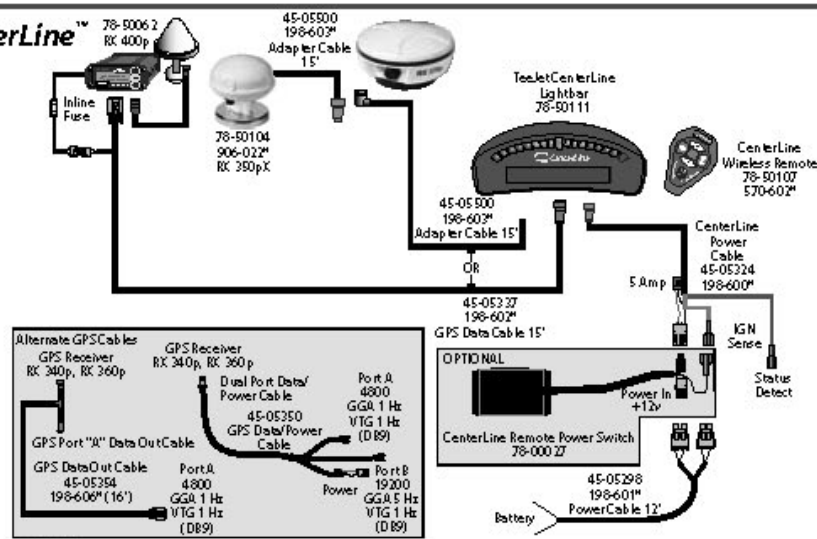 erLine™
78-50062
RX 400p
Inline
Fuse
78-50104
906-022*
RX 350pX
45-05500
198-603*
Adapter Cable
15'
TeeJet CenterLine
Lightbar
78-50111
CenterLine
CenterLine
Wireless Remote
78-50107
570-602*
45-05500
198-603*
Adapter Cable 15'
OR
45-05337
198-602*
GPS Data Cable 15'
CenterLine
Power
Cable
45-05324
198-600*
5 Amp
IGN
Sense
Status
Detect
OPTIONAL
Power In
+12v
CenterLine Remote Power Switch
78-00027
45-05298
198-601*
Power Cable 12'
Battery
Alternate GPS Cables
GPS Receiver
RX 340p, RX 360p
GPS Port "A" Data Out Cable
GPS Data Out Cable
45-05354
198-606* (16')
Port A
4800
GGA 1 Hz
VTG 1 Hz
(DB9)
GPS Receiver
RX 340p, RX 360p
Dual Port Data/
Power Cable
45-05350
GPS Data/Power
Cable
Port A
4800
GGA 1 Hz
VTG 1 Hz
(DB9)
Power
Port B
19200
GGA 5 Hz
VTG 1 Hz
(DB9)